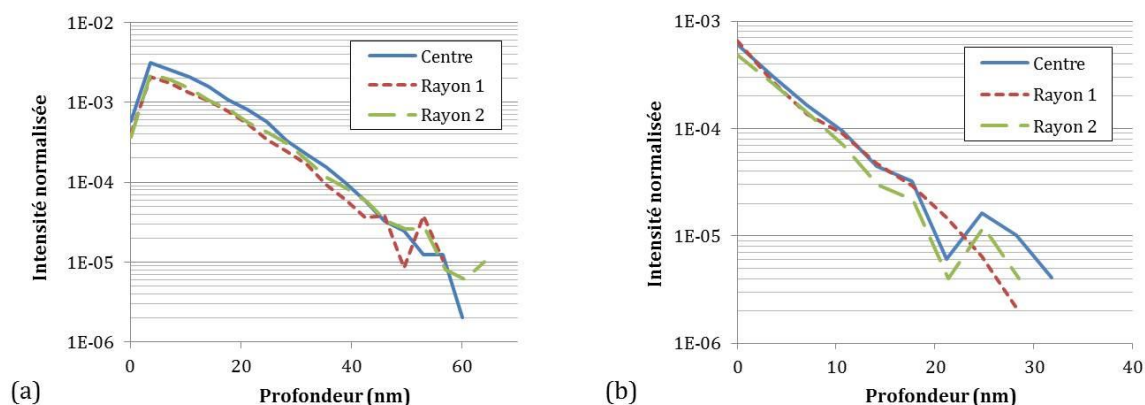 1E-02
1E-03
1E-04
1E-05
1E-06
Intensité normalisée
Centre
Rayon 1
Rayon 2
0
20
40
60
Profondeur (nm)
(a)
1E-03
1E-04
1E-05
1E-06
Intensité normalisée
Centre
Rayon 1
Rayon 2
0
10
20
30
40
Profondeur (nm)
(b)